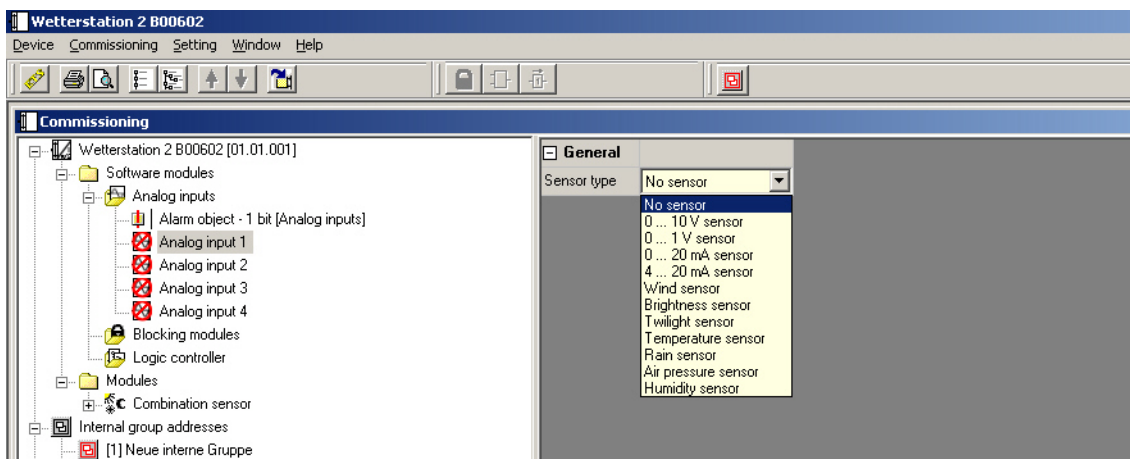 Wetterstation 2 B00602
Device Commissioning Setting Window Help
Commissioning
Wetterstation 2 B00602 [01.01.001]
Software modules
Analog inputs
Alarm object - 1 bit [Analog inputs]
Analog input 1
Analog input 2
Analog input 3
Analog input 4
Blocking modules
Logic controller
Modules
Combination sensor
Internal group addresses
[1] Neue interne Gruppe
General
Sensor type No sensor
No sensor
0 ... 10 V sensor
0 ... 1 V sensor
0 ... 20 mA sensor
4 ... 20 mA sensor
Wind sensor
Brightness sensor
Twilight sensor
Temperature sensor
Rain sensor
Air pressure sensor
Humidity sensor